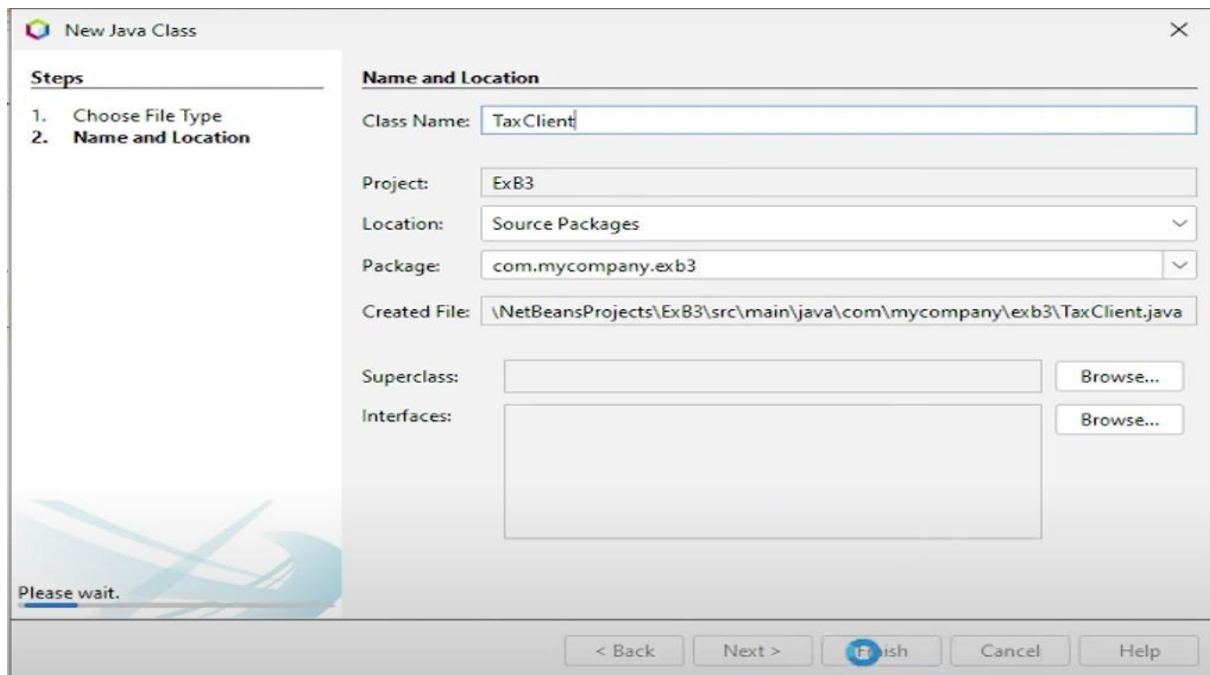 New Java Class
Steps
1. Choose File Type
2. Name and Location
Please wait.
Name and Location
Class Name: TaxClient
Project: ExB3
Location: Source Packages
Package: com.mycompany.exb3
Created File: \NetBeansProjects\ExB3\src\main\java\com\mycompany\exb3\TaxClient.java
Superclass: Browse...
Interfaces: Browse...
< Back Next > Finish Cancel Help